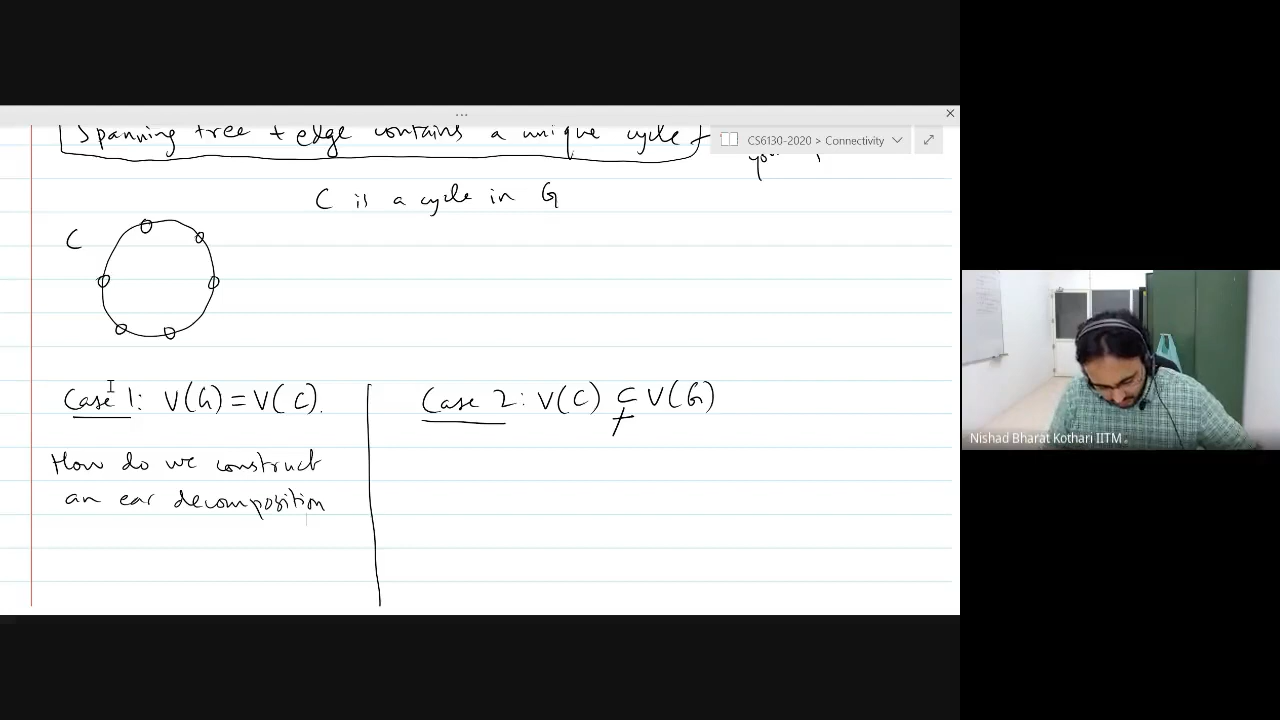 Spanning tree + edge contains a unique cycle
CS6130-2020 > Connectivity
C is a cycle in G
C
Case 1: V(G) = V(C).
Case 2: V(C) ⊊ V(G)
How do we construct
an ear decomposition
Nishad Bharat Kothari IITM